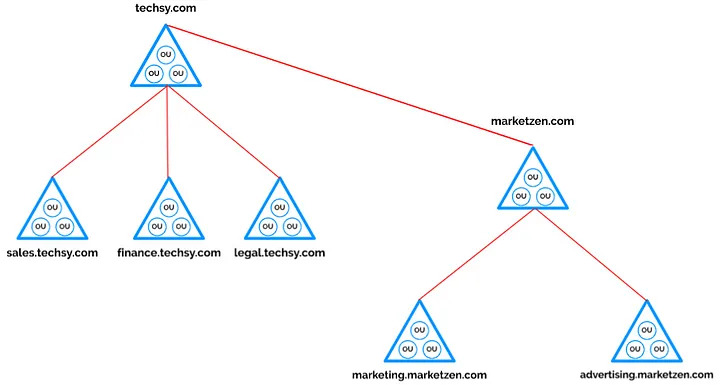 techsy.com
OU
OU OU
marketzen.com
OU
OU OU
OU
OU OU
OU
OU OU
OU
OU OU
sales.techsy.com
finance.techsy.com
legal.techsy.com
OU
OU OU
OU
OU OU
marketing.marketzen.com
advertising.marketzen.com